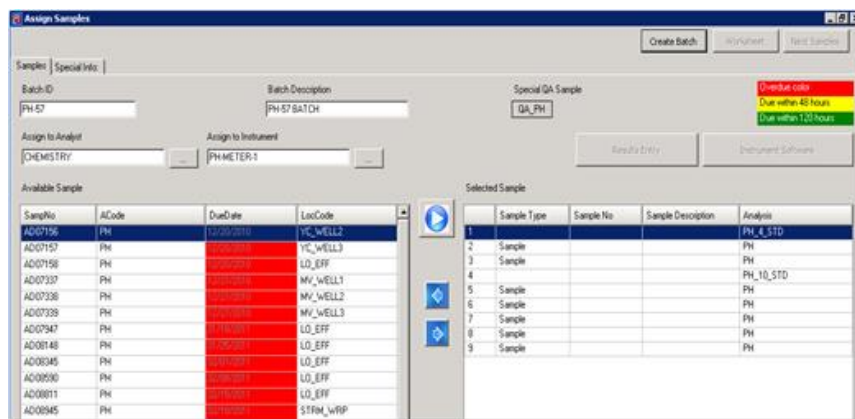 Assign Samples
Create Batch Worksheet Next Samples
Samples Special Info:
Batch ID Batch Description Special QA Sample Overdue color
PH-57 PH-57 BATCH QA_PH Due within 48 hours
Due within 120 hours
Assign to Analyst Assign to Instrument
CHEMISTRY ... PH-METER-1 ... Results Entry Instrument Software
Available Sample Selected Sample
SampNo ACode DueDate LocCode Sample Type Sample No Sample Description Analysis
AD07156 PH 12/20/2010 YC_WELL2 1 PH_4_STD
AD07157 PH YC_WELL3 2 Sample PH
AD07158 PH LO_EFF 3 Sample PH
AD07337 PH MV_WELL1 4 PH_10_STD
AD07338 PH MV_WELL2 5 Sample PH
AD07339 PH MV_WELL3 6 Sample PH
AD07947 PH LO_EFF 7 Sample PH
AD08148 PH LO_EFF 8 Sample PH
AD08345 PH LO_EFF 9 Sample PH
AD08590 PH LO_EFF
AD08811 PH LO_EFF
AD08945 PH STRM_WRP